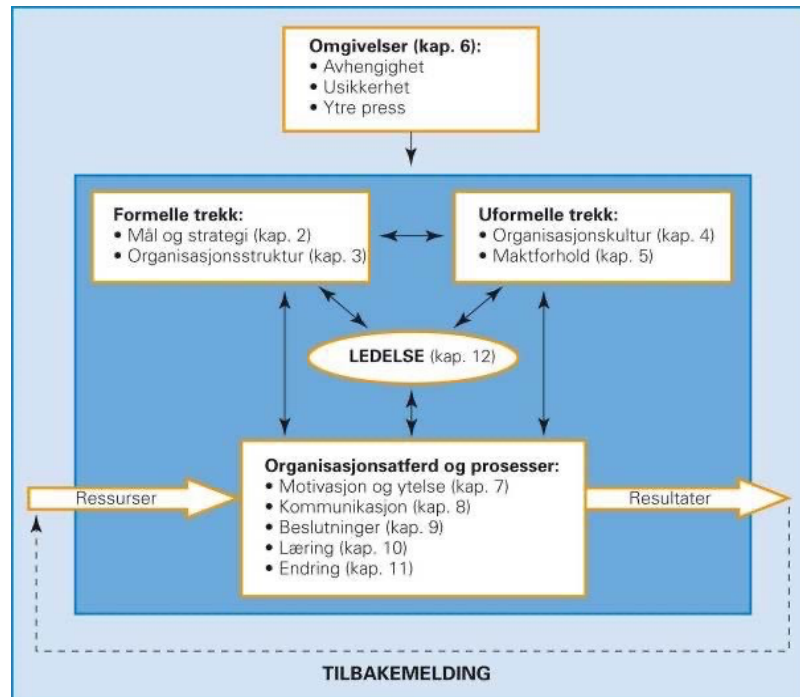 Omgivelser (kap. 6):
• Avhengighet
• Usikkerhet
• Ytre press
Formelle trekk:
• Mål og strategi (kap. 2)
• Organisasjonsstruktur (kap. 3)
Uformelle trekk:
• Organisasjonskultur (kap. 4)
• Maktforhold (kap. 5)
LEDELSE (kap. 12)
Ressurser
Organisasjonsatferd og prosesser:
• Motivasjon og ytelse (kap. 7)
• Kommunikasjon (kap. 8)
• Beslutninger (kap. 9)
• Læring (kap. 10)
• Endring (kap. 11)
Resultater
TILBAKEMELDING